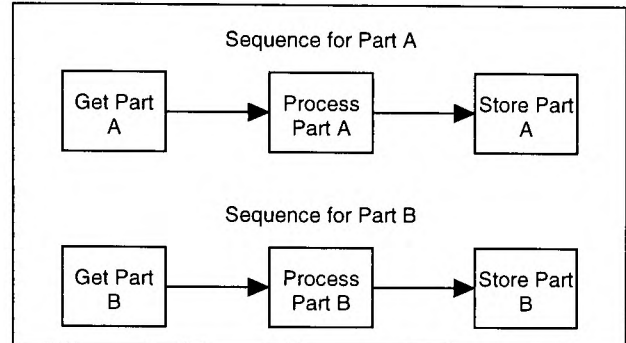 Sequence for Part A
Get Part
A
Process
Part A
Store Part
A
Sequence for Part B
Get Part
B
Process
Part B
Store Part
B